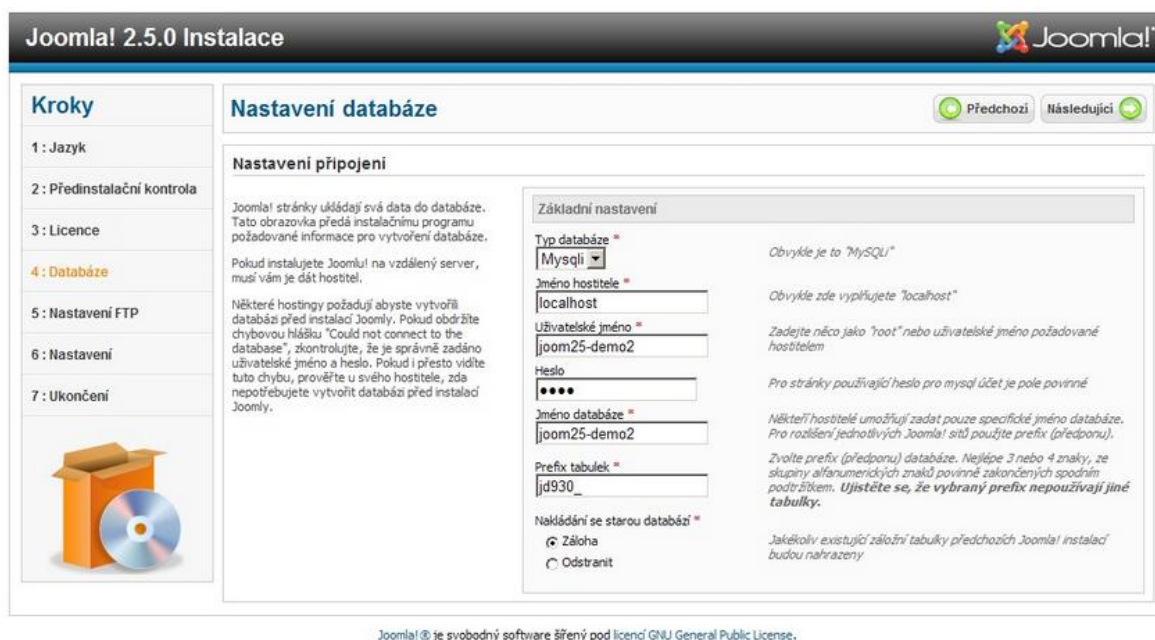 Joomla! 2.5.0 Instalace
Joomla!
Kroky
1 : Jazyk
2 : Předinstalační kontrola
3 : Licence
4 : Databáze
5 : Nastavení FTP
6 : Nastavení
7 : Ukončení
Nastavení databáze
Předchozí
Následující
Nastavení připojení
Joomla! stránky ukládají svá data do databáze.
Tato obrazovka předá instalačnímu programu
požadované informace pro vytvoření databáze.
Pokud instalujete Joomlu! na vzdálený server,
musí vám je dát hostitel.
Některé hostingy požadují abyste vytvořili
databázi před instalací Joomly. Pokud obdržíte
chybovou hlášku "Could not connect to the
database", zkontrolujte, že je správně zadáno
uživatelské jméno a heslo. Pokud i přesto vidíte
tuto chybu, prověřte u svého hostitele, zda
nepotřebujete vytvořit databázi před instalací
Joomly.
Základní nastavení
Typ databáze *
Mysqli
Obvykle je to "MySQLi"
Jméno hostitele *
localhost
Obvykle zde vyplňujete "localhost"
Uživatelské jméno *
joom25-demo2
Zadejte něco jako "root" nebo uživatelské jméno požadované
hostitelem
Heslo
••••
Pro stránky používající heslo pro mysql účet je pole povinné
Jméno databáze *
joom25-demo2
Někteří hostitelé umožňují zadat pouze specifické jméno databáze.
Pro rozlišení jednotlivých Joomla! sitů použijte prefix (předponu).
Prefix tabulek *
jd930_
Zvolte prefix (předponu) databáze. Nejlépe 3 nebo 4 znaky, ze
skupiny alfanumerických znaků povinně zakončených spodním
podtržítkem. Ujistěte se, že vybraný prefix nepoužívají jiné
tabulky.
Nakládání se starou databází *
Záloha
Odstranit
Jakékoliv existující záložní tabulky předchozích Joomla! instalací
budou nahrazeny
Joomla! ® je svobodný software šířený pod licencí GNU General Public License.